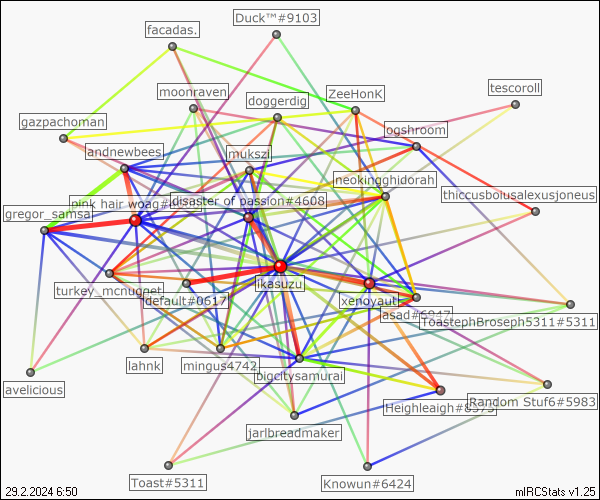 Duck™#9103
facadas.
moonraven
doggerdig
ZeeHonK
tescoroll
gazpachoman
ogshroom
andnewbees
mukszi
neokingghidorah
thiccusbolusalexusjoneus
pink hair woag#
disaster of passion#4608
gregor_samsa
ikasuzu
turkey_mcnugget
default#0617
xenoyaut
asad#6947
ToastephBroseph5311#5311
lahnk
mingus4742
bigcitysamurai
avelicious
Heighleaigh#8375
Random Stuf6#5983
jarlbreadmaker
Toast#5311
Knowun#6424
29.2.2024 6:50
mIRCStats v1.25